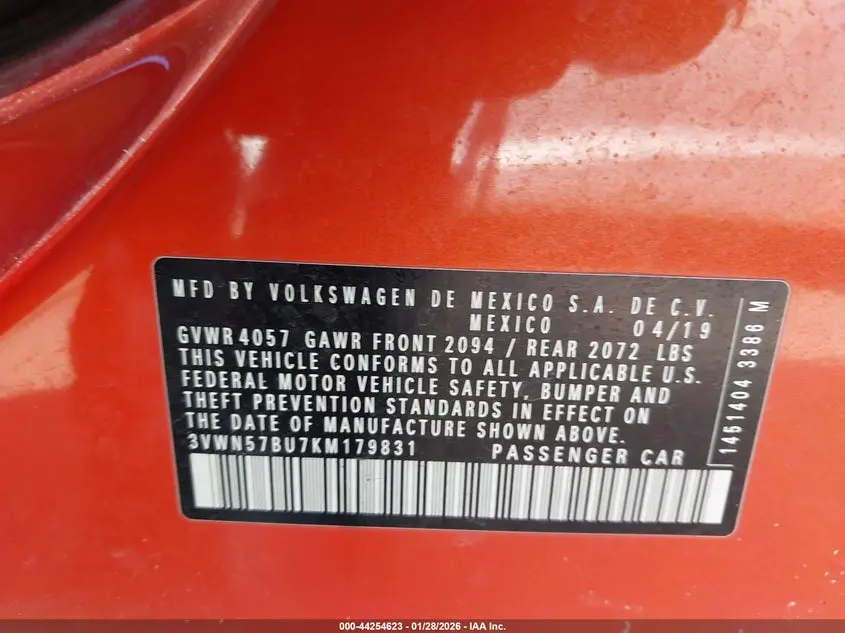 MFD BY VOLKSWAGEN DE MEXICO S.A. DE C.V.
MEXICO 04/19
GVWR 4057 GAWR FRONT 2094 / REAR 2072 LBS
THIS VEHICLE CONFORMS TO ALL APPLICABLE U.S.
FEDERAL MOTOR VEHICLE SAFETY, BUMPER AND
THEFT PREVENTION STANDARDS IN EFFECT ON
THE DATE OF MANUFACTURE SHOWN ABOVE.
3VWN57BU7KM179831 PASSENGER CAR
1461404 3386 M
000-44254623 - 01/28/2026 - IAA Inc.